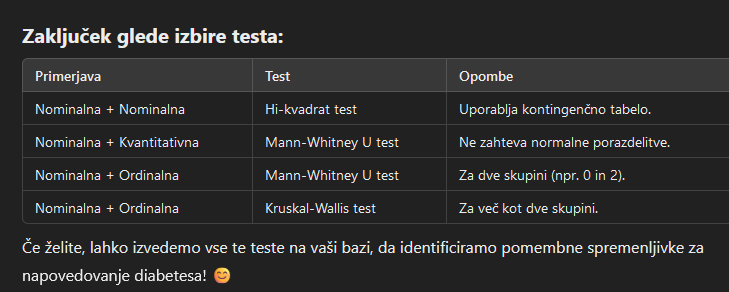 Zaključek glede izbire testa:
Primerjava Test Opombe
Nominalna + Nominalna Hi-kvadrat test Uporablja kontingenčno tabelo.
Nominalna + Kvantitativna Mann-Whitney U test Ne zahteva normalne porazdelitve.
Nominalna + Ordinalna Mann-Whitney U test Za dve skupini (npr. 0 in 2).
Nominalna + Ordinalna Kruskal-Wallis test Za več kot dve skupini.
Če želite, lahko izvedemo vse te teste na vaši bazi, da identificiramo pomembne spremenljivke za
napovedovanje diabetesa! 😊